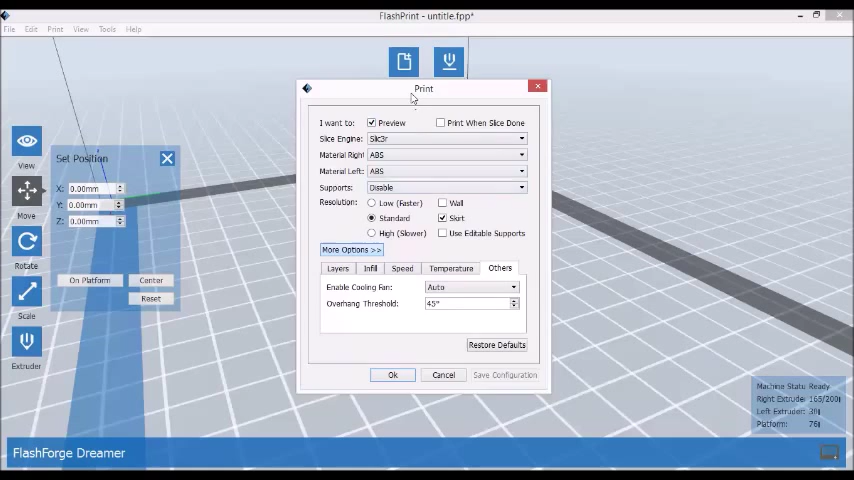 FlashPrint - untitle.fpp*
File Edit Print View Tools Help
Print
I want to: Preview Print When Slice Done
Slice Engine: Slic3r
Material Right ABS
Material Left: ABS
Supports: Disable
Resolution: Low (Faster) Wall
Standard Skirt
High (Slower) Use Editable Supports
More Options >>
Layers Infill Speed Temperature Others
Enable Cooling Fan: Auto
Overhang Threshold: 45°
Restore Defaults
Ok Cancel Save Configuration
View
Move
Rotate
Scale
Extruder
Set Position
X: 0.00mm
Y: 0.00mm
Z: 0.00mm
On Platform Center
Reset
Machine Statu Ready
Right Extrude: 165/200
Left Extruder:
Platform:
FlashForge Dreamer